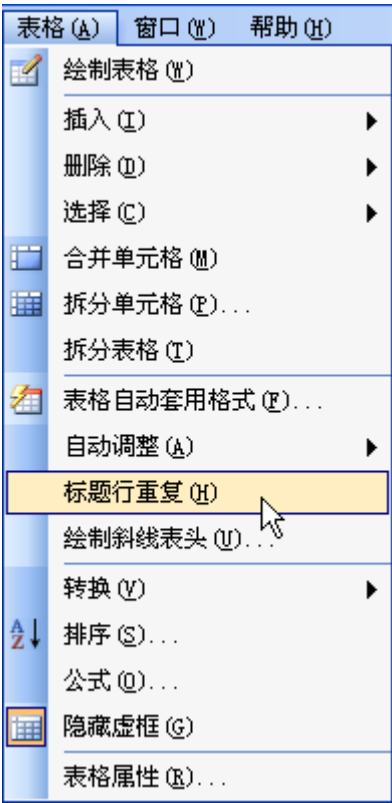 表格(A) 窗口(W) 帮助(H)
绘制表格(W)
插入(I)
删除(D)
选择(C)
合并单元格(M)
拆分单元格(P)...
拆分表格(T)
表格自动套用格式(F)...
自动调整(A)
标题行重复(H)
绘制斜线表头(U)...
转换(V)
A
Z
排序(S)...
公式(O)...
隐藏虚框(G)
表格属性(R)...